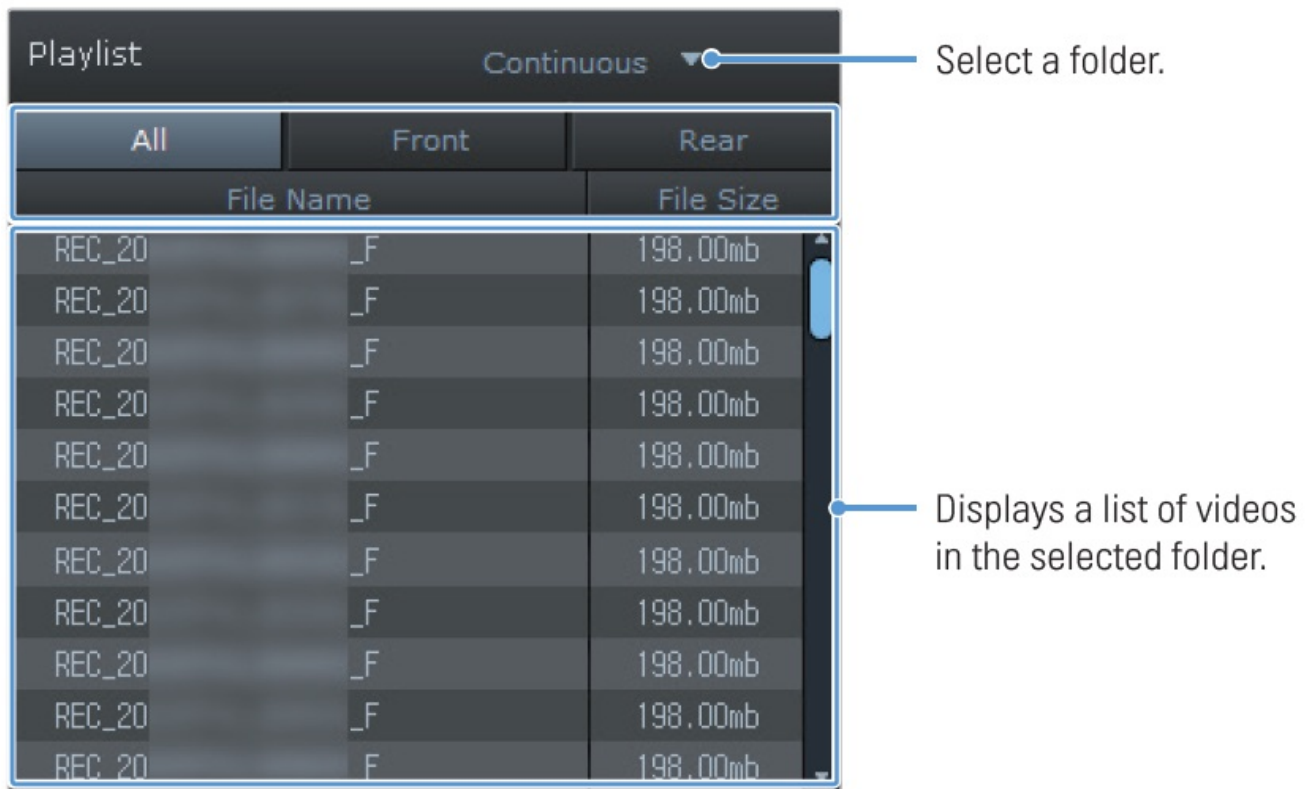 Playlist Continuous Select a folder.
All Front Rear
File Name File Size
REC_20 _F 198.00mb
REC_20 _F 198.00mb
REC_20 _F 198.00mb
REC_20 _F 198.00mb
REC_20 _F 198.00mb
REC_20 _F 198.00mb
Displays a list of videos
in the selected folder.
REC_20 _F 198.00mb
REC_20 _F 198.00mb
REC_20 _F 198.00mb
REC_20 _F 198.00mb
REC_20 _F 198.00mb